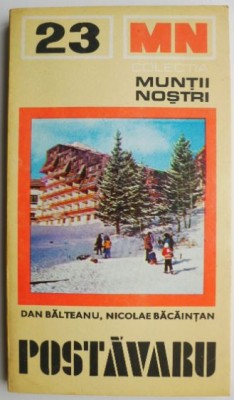 23 MN
COLECȚIA
MUNȚII
NOȘTRI
DAN BĂLTEANU, NICOLAE BĂCĂINȚAN
POSTĂVARU